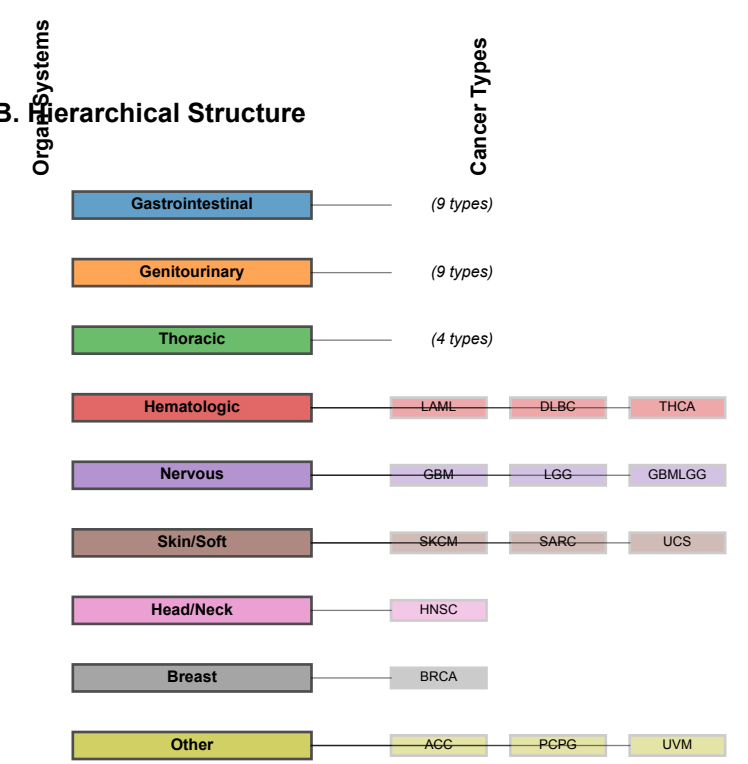 Organ Systems
Cancer Types
B. Hierarchical Structure
Gastrointestinal (9 types)
Genitourinary (9 types)
Thoracic (4 types)
Hematologic LAML DLBC THCA
Nervous GBM LGG GBMLGG
Skin/Soft SKCM SARC UCS
Head/Neck HNSC
Breast BRCA
Other ACC PCPG UVM